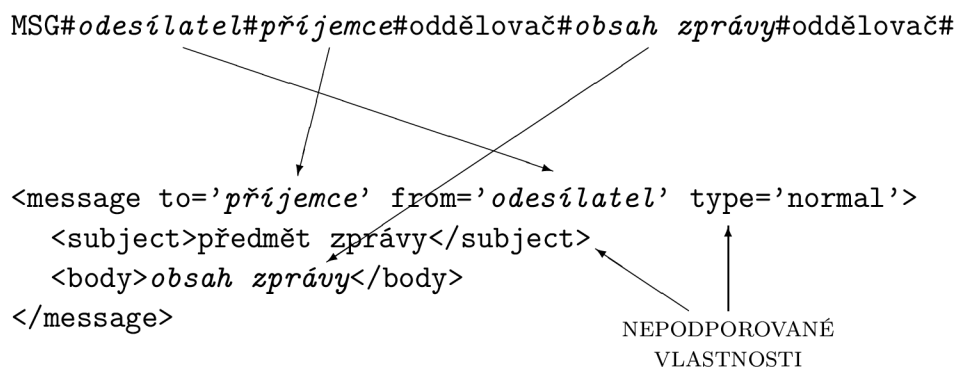 MSG#odesílatel#příjemce#oddělovač#obsah zprávy#oddělovač#
<message to='příjemce' from='odesílatel' type='normal'>
<subject>předmět zprávy</subject>
<body>obsah zprávy</body>
</message>
NEPODPOROVANÉ
VLASTNOSTI